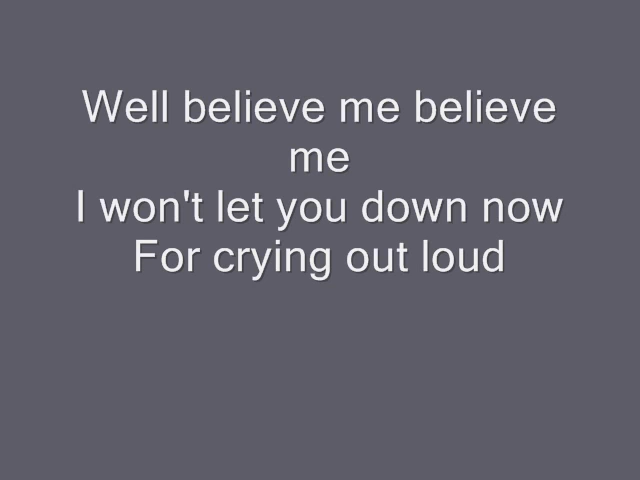 Well believe me believe
me
I won't let you down now
For crying out loud